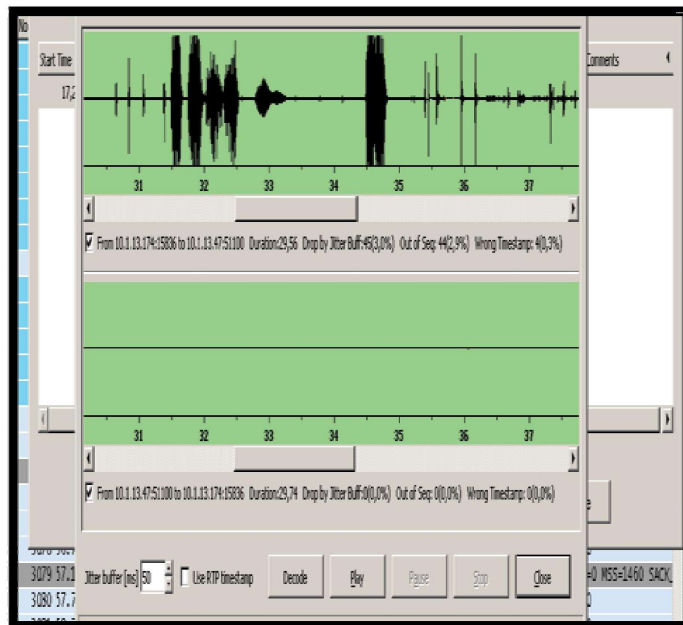 No
Start Time
Comments
17,2
31 32 33 34 35 36 37
From 10.1.13.174:15836 to 10.1.13.47:51100 Duration:29,56 Drop by Jitter Buff:45(3,0%) Out of Seq: 44(2,9%) Wrong Timestamp: 4(0,3%)
31 32 33 34 35 36 37
From 10.1.13.47:51100 to 10.1.13.174:15836 Duration:29,74 Drop by Jitter Buff:0(0,0%) Out of Seq: 0(0,0%) Wrong Timestamp: 0(0,0%)
Jitter buffer [ms] 50 Use RTP timestamp Decode Play Pause Stop Close
3079 57.1 =0 MSS=1460 SACK_
3080 57.7